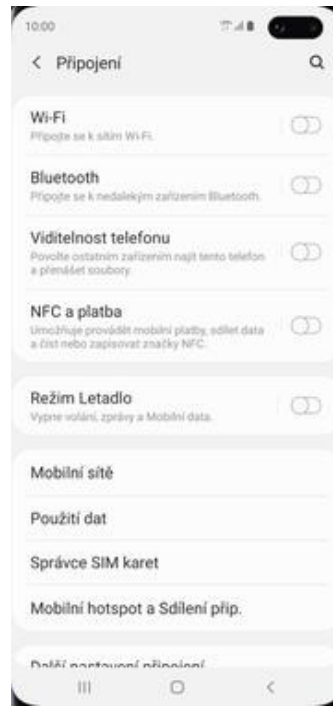 10:00
Připojení
Wi-Fi
Připojte se k sítím Wi-Fi.
Bluetooth
Připojte se k nedalekým zařízením Bluetooth.
Viditelnost telefonu
Povolte ostatním zařízením najít tento telefon
a přenášet soubory.
NFC a platba
Umožňuje provádět mobilní platby, sdílet data
a číst nebo zapisovat značky NFC.
Režim Letadlo
Vypne volání, zprávy a Mobilní data.
Mobilní sítě
Použití dat
Správce SIM karet
Mobilní hotspot a Sdílení přip.
Další nastavení připojení